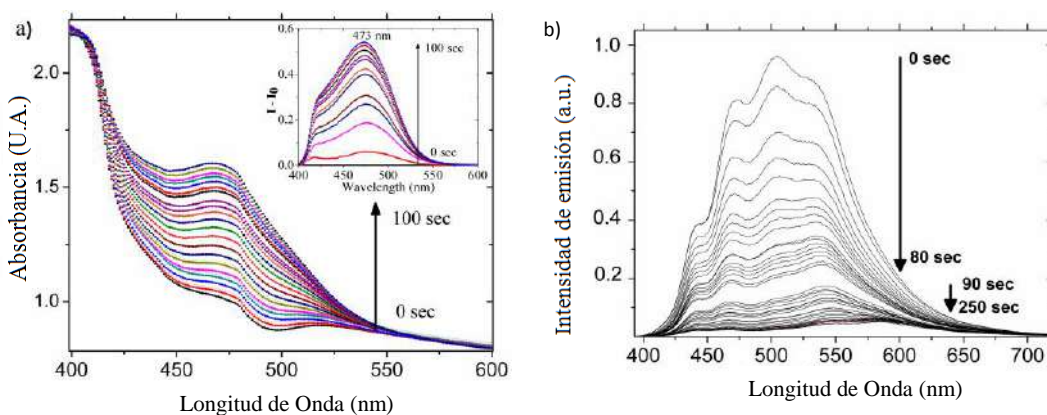 a)
Absorbancia (U.A.)
2.0
1.5
1.0
400
450
500
550
600
Longitud de Onda (nm)
100 sec
0 sec
I - I0
0.6
0.4
0.2
0.0
473 nm
100 sec
0 sec
400
450
500
550
600
Wavelength (nm)
b)
Intensidad de emisión (a.u.)
1.0
0.8
0.6
0.4
0.2
0 sec
80 sec
90 sec
250 sec
400
450
500
550
600
650
700
Longitud de Onda (nm)